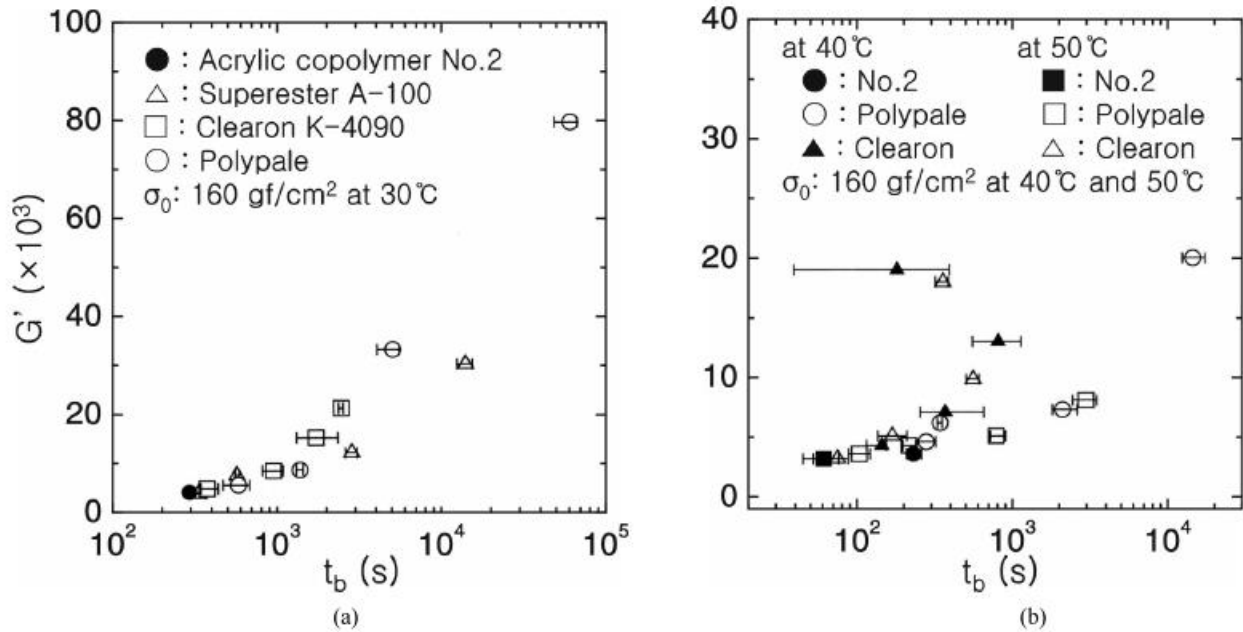 100
80
60
40
20
0
G' (×10³)
● : Acrylic copolymer No.2
△ : Superester A-100
□ : Clearon K-4090
○ : Polypale
σ₀: 160 gf/cm² at 30℃
10² 10³ 10⁴ 10⁵
t_b (s)
(a)
40
30
20
10
0
at 40℃ at 50℃
● : No.2 ■ : No.2
○ : Polypale □ : Polypale
▲ : Clearon △ : Clearon
σ₀: 160 gf/cm² at 40℃ and 50℃
10² 10³ 10⁴
t_b (s)
(b)